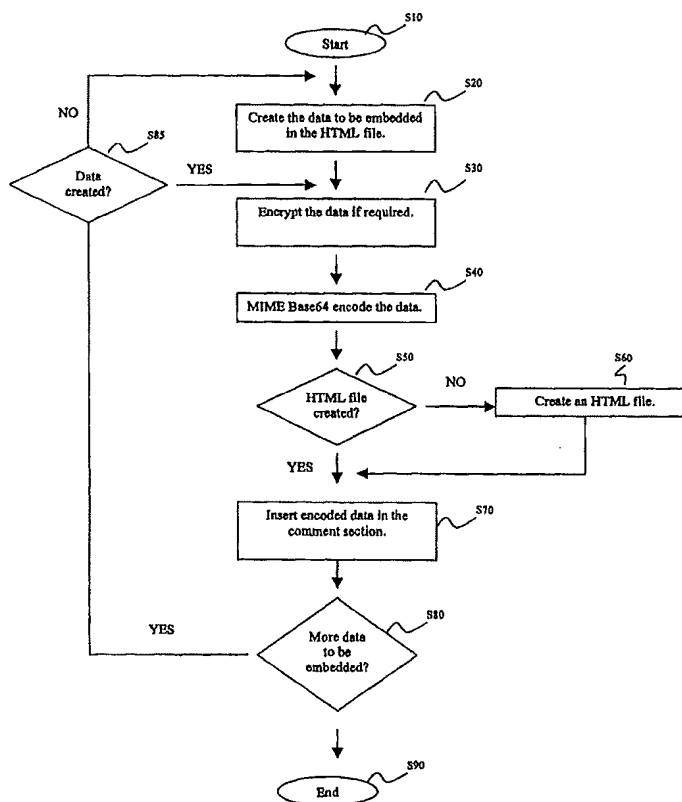 S10
Start
S20
NO
Create the data to be embedded
in the HTML file.
S85
Data
created?
YES
S30
Encrypt the data if required.
S40
MIME Base64 encode the data.
S50
HTML file
created?
NO
S60
Create an HTML file.
YES
S70
Insert encoded data in the
comment section.
S80
More data
to be
embedded?
YES
S90
End